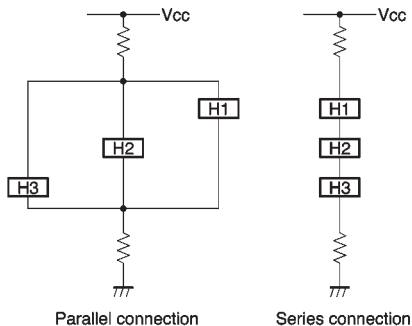 Vcc
Vcc
H1
H1
H2
H2
H3
H3
Parallel connection
Series connection